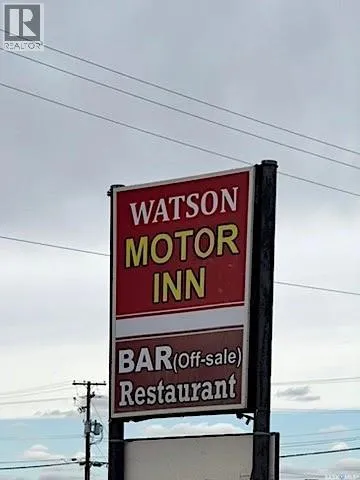 REALTOR®
WATSON
MOTOR
INN
BAR(Off-sale)
Restaurant